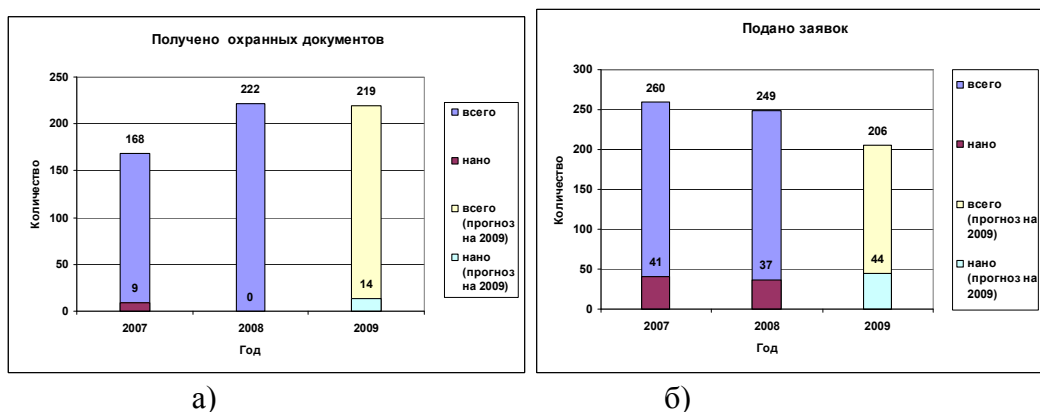 Получено охранных документов
Количество
250
200
150
100
50
0
168
222
219
9
0
14
2007
2008
2009
Год
всего
нано
всего
(прогноз
на 2009)
нано
(прогноз
на 2009)
а)
Подано заявок
Количество
300
250
200
150
100
50
0
260
249
206
41
37
44
2007
2008
2009
Год
всего
нано
всего
(прогноз
на 2009)
нано
(прогноз на
2009)
б)